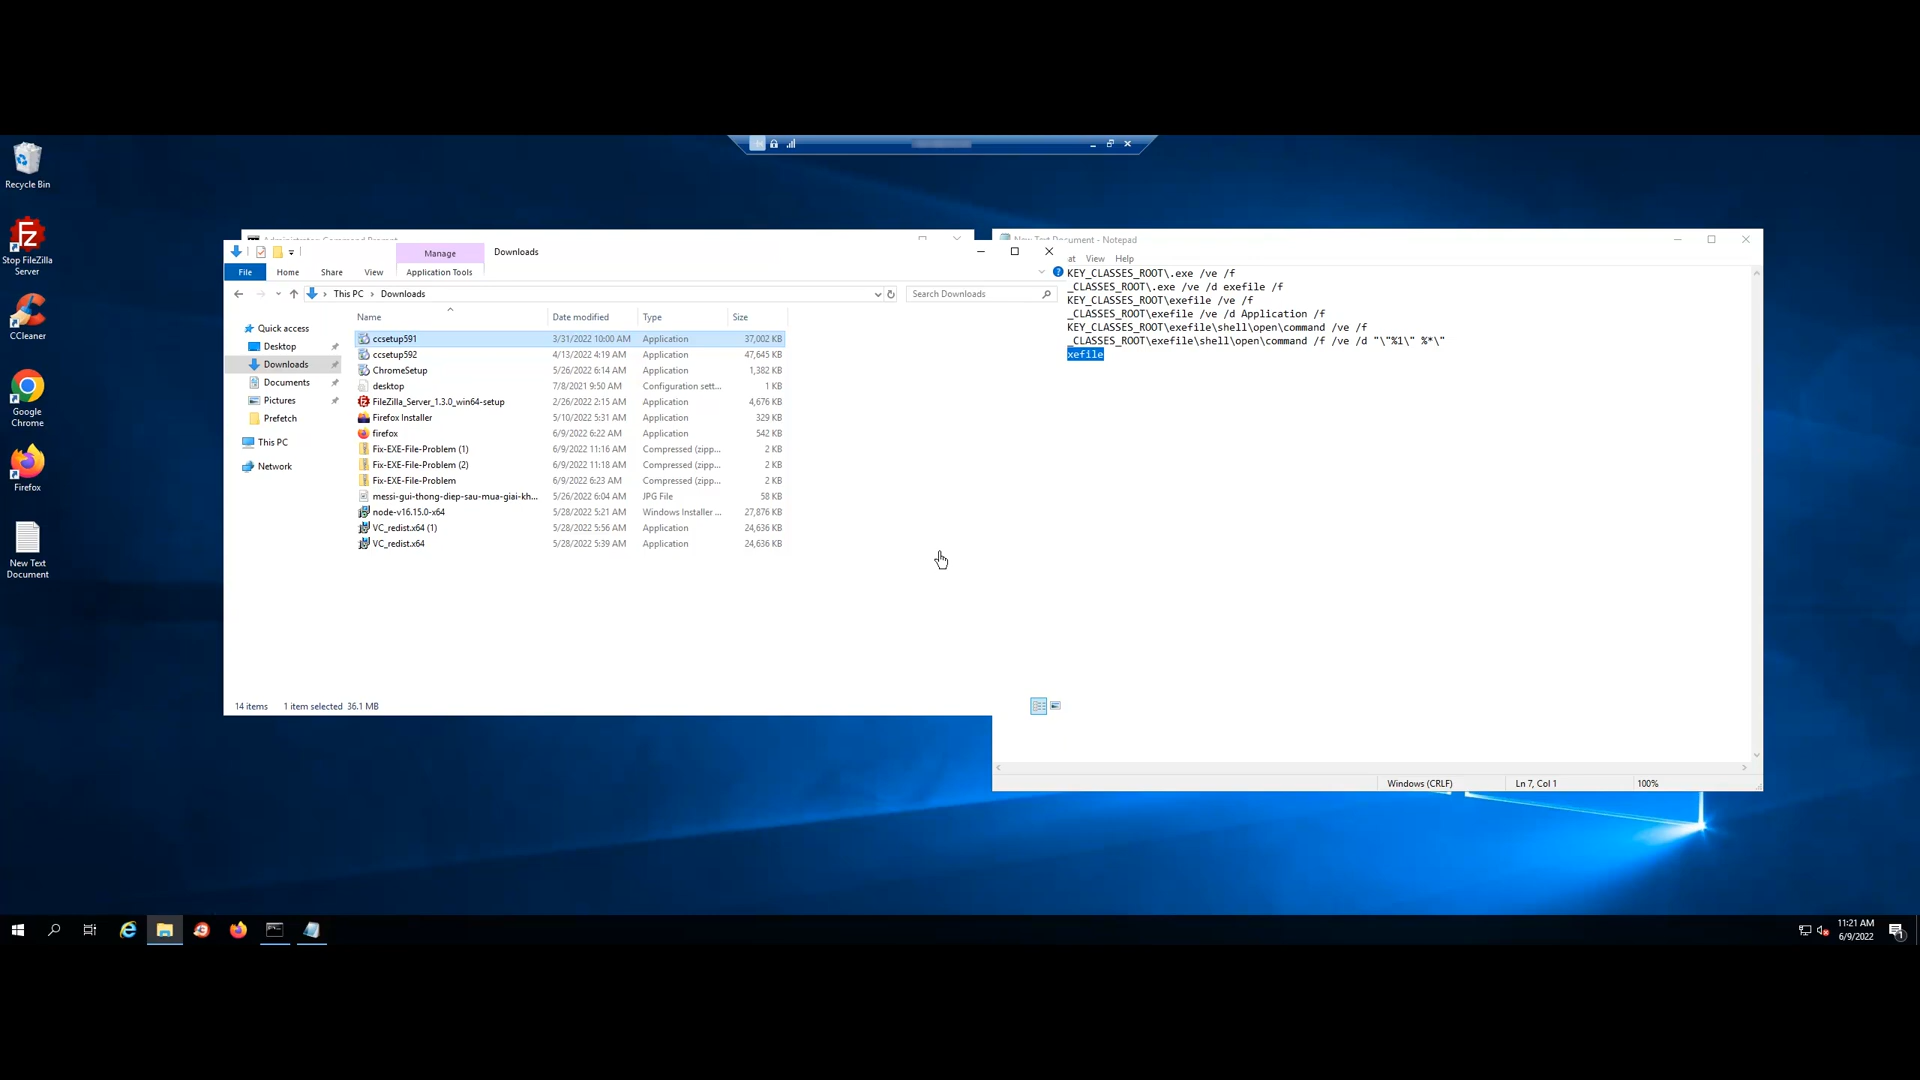 Recycle Bin
Stop FileZilla
Server
CCleaner
Google
Chrome
Firefox
New Text
Document
Manage
Downloads
File
Home
Share
View
Application Tools
This PC
Downloads
Search Downloads
Name
Date modified
Type
Size
Quick access
Desktop
Downloads
Documents
Pictures
Prefetch
This PC
Network
ccsetup591 3/31/2022 10:00 AM Application 37,002 KB
ccsetup592 4/13/2022 4:19 AM Application 47,645 KB
ChromeSetup 5/26/2022 6:14 AM Application 1,382 KB
desktop 7/8/2021 9:50 AM Configuration sett... 1 KB
FileZilla_Server_1.3.0_win64-setup 2/26/2022 2:15 AM Application 4,676 KB
Firefox Installer 5/10/2022 5:31 AM Application 329 KB
firefox 6/9/2022 6:22 AM Application 542 KB
Fix-EXE-File-Problem (1) 6/9/2022 11:16 AM Compressed (zipp... 2 KB
Fix-EXE-File-Problem (2) 6/9/2022 11:18 AM Compressed (zipp... 2 KB
Fix-EXE-File-Problem 6/9/2022 6:23 AM Compressed (zipp... 2 KB
messi-gui-thong-diep-sau-mua-giai-kh... 5/26/2022 6:04 AM JPG File 58 KB
node-v16.15.0-x64 5/28/2022 5:21 AM Windows Installer ... 27,876 KB
VC_redist.x64 (1) 5/28/2022 5:56 AM Application 24,636 KB
VC_redist.x64 5/28/2022 5:39 AM Application 24,636 KB
14 items 1 item selected 36.1 MB
New Text Document - Notepad
at View Help
KEY_CLASSES_ROOT\.exe /ve /f
_CLASSES_ROOT\.exe /ve /d exefile /f
KEY_CLASSES_ROOT\exefile /ve /f
_CLASSES_ROOT\exefile /ve /d Application /f
KEY_CLASSES_ROOT\exefile\shell\open\command /ve /f
_CLASSES_ROOT\exefile\shell\open\command /f /ve /d "\"%1\" %*\"
xefile
Windows (CRLF)
Ln 7, Col 1
100%
11:21 AM
6/9/2022
1